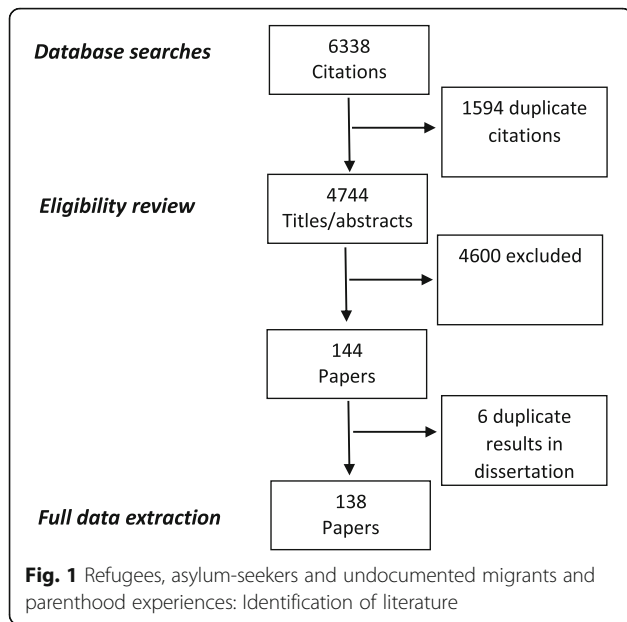 Database searches
6338
Citations
1594 duplicate
citations
Eligibility review
4744
Titles/abstracts
4600 excluded
144
Papers
6 duplicate
results in
dissertation
Full data extraction
138
Papers
Fig. 1 Refugees, asylum-seekers and undocumented migrants and
parenthood experiences: Identification of literature